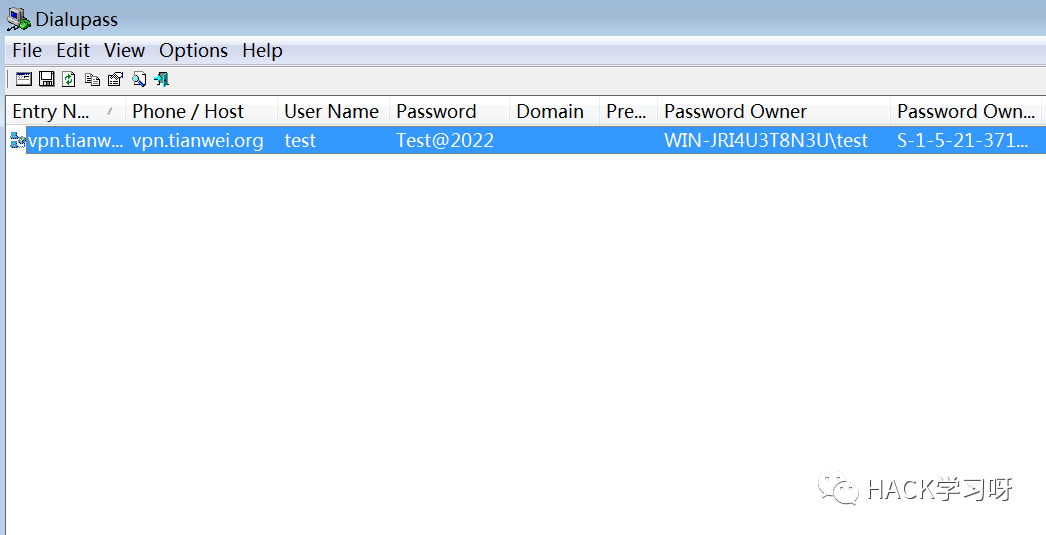 Dialupass
File Edit View Options Help
Entry N... Phone / Host User Name Password Domain Pre... Password Owner Password Own...
vpn.tianw... vpn.tianwei.org test Test@2022 WIN-JRI4U3T8N3U\test S-1-5-21-371...
HACK学习呀